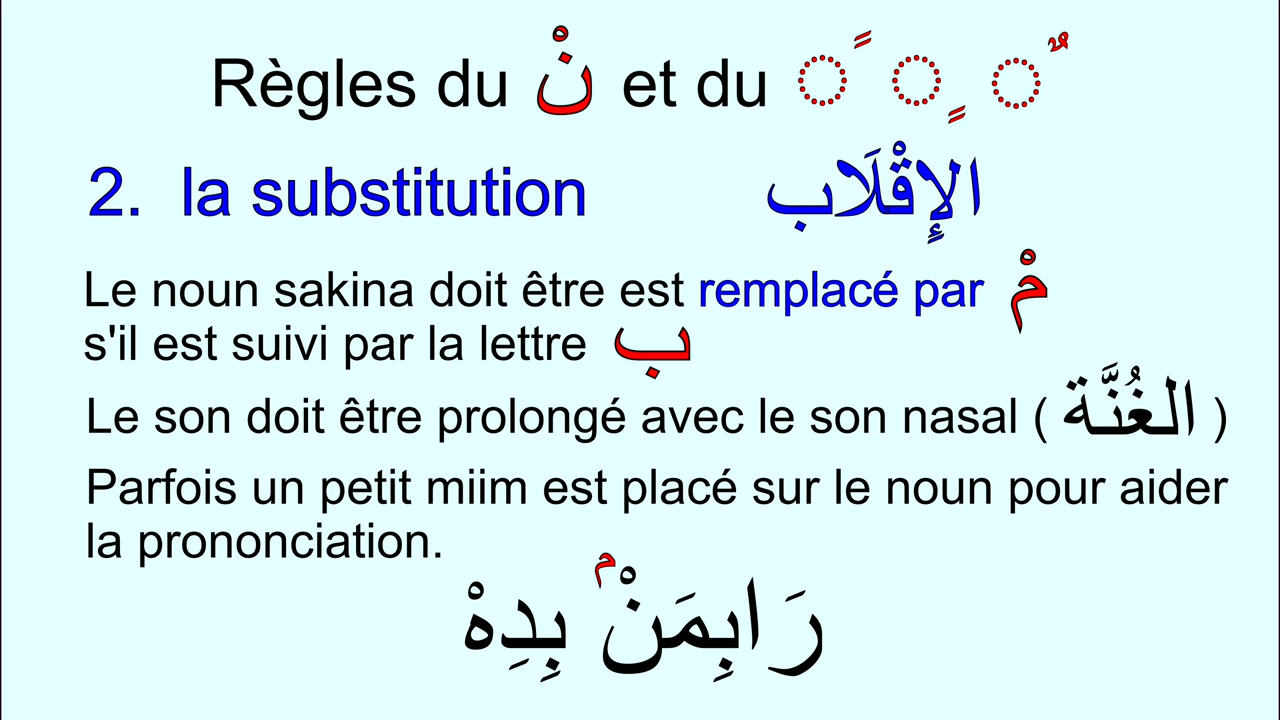 Règles du نْ et du ◌ً ◌ٍ ◌ٌ
2. la substitution الإِقْلَاب
Le noun sakina doit être est remplacé par مْ
s'il est suivi par la lettre ب
Le son doit être prolongé avec le son nasal ( الغُنَّة )
Parfois un petit miim est placé sur le noun pour aider
la prononciation.
رَابِمَنْۢ بِدِهْ